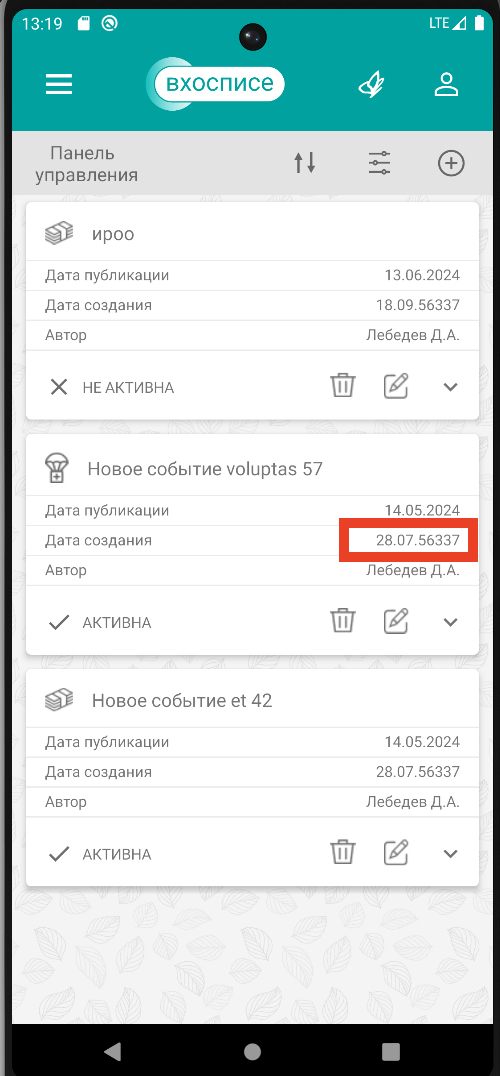 13:19
LTE
вхосписе
Панель
управления
ироо
Дата публикации 13.06.2024
Дата создания 18.09.56337
Автор Лебедев Д.А.
НЕ АКТИВНА
Новое событие voluptas 57
Дата публикации 14.05.2024
Дата создания 28.07.56337
Автор Лебедев Д.А.
АКТИВНА
Новое событие et 42
Дата публикации 14.05.2024
Дата создания 28.07.56337
Автор Лебедев Д.А.
АКТИВНА